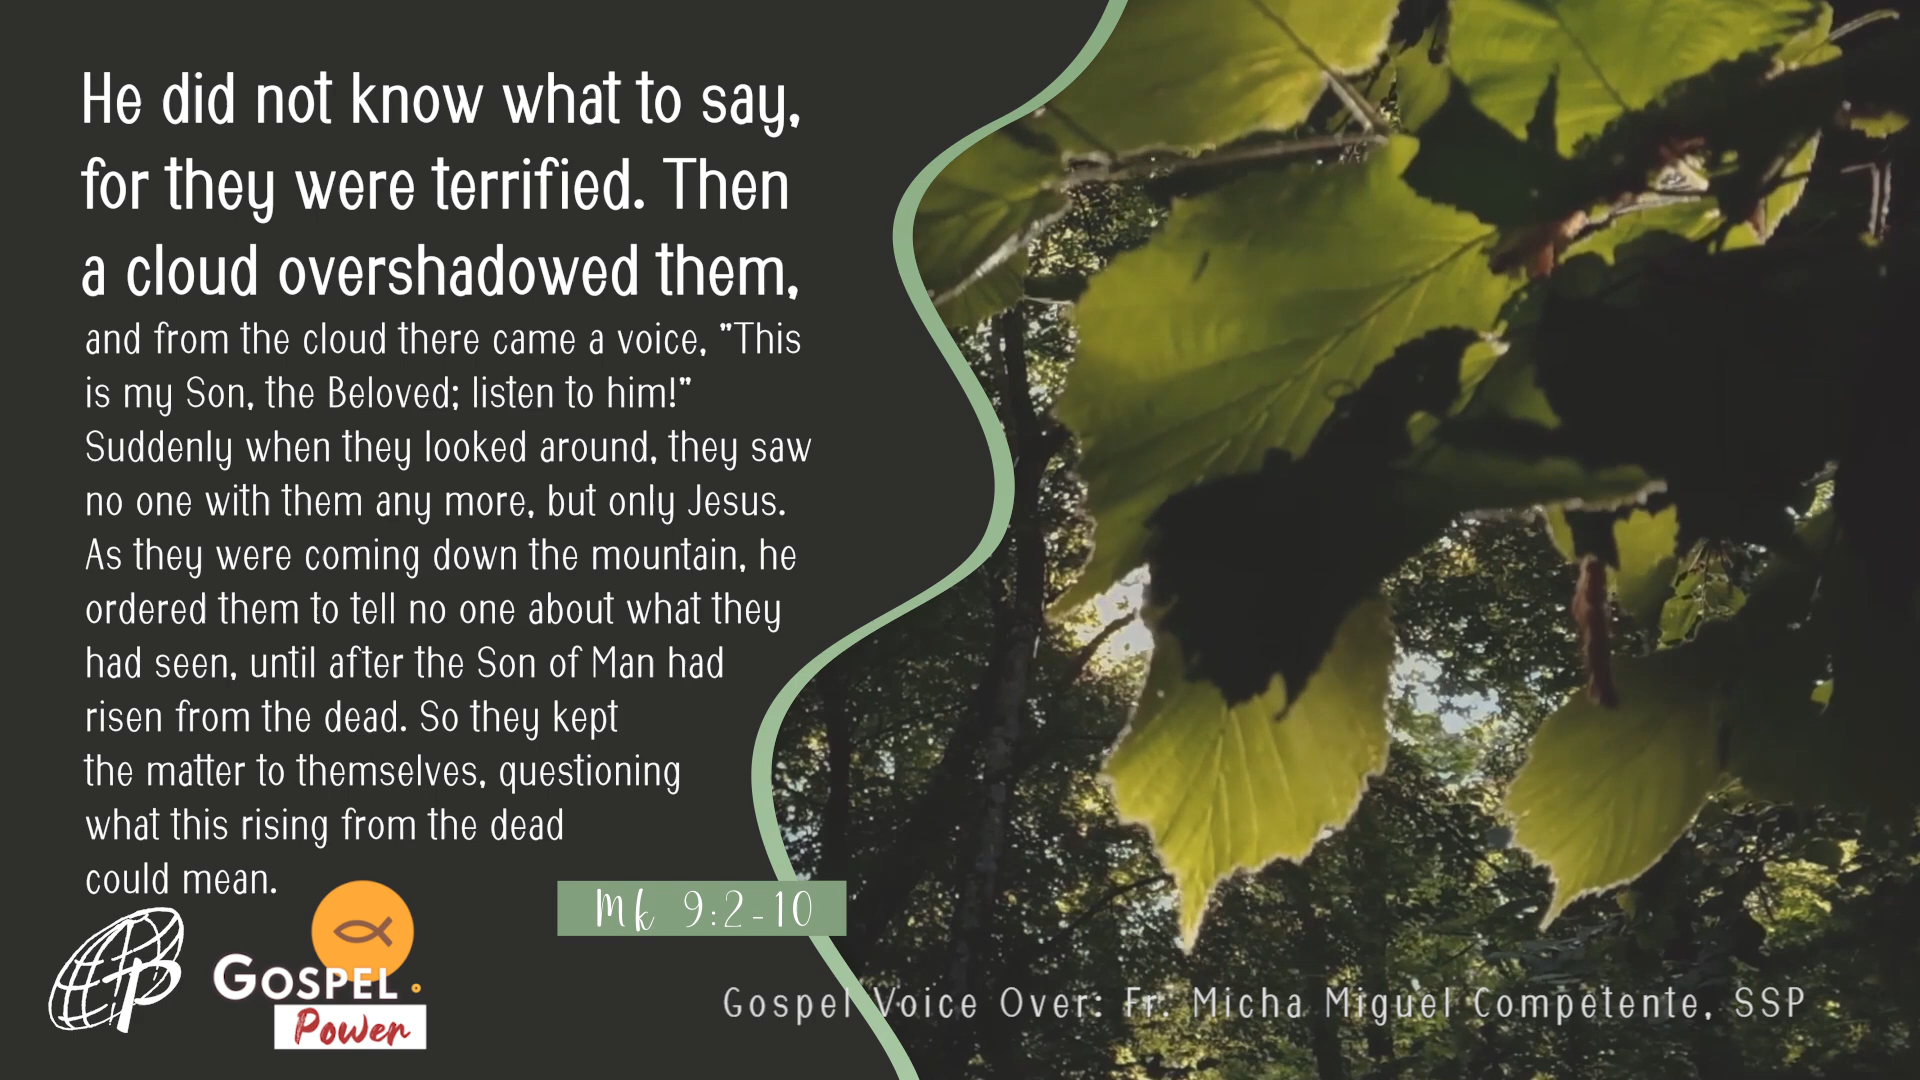 He did not know what to say,
for they were terrified. Then
a cloud overshadowed them,
and from the cloud there came a voice, "This
is my Son, the Beloved; listen to him!"
Suddenly when they looked around, they saw
no one with them any more, but only Jesus.
As they were coming down the mountain, he
ordered them to tell no one about what they
had seen, until after the Son of Man had
risen from the dead. So they kept
the matter to themselves, questioning
what this rising from the dead
could mean.
Mk 9:2-10
GOSPEL
Power
Gospel Voice Over: Fr. Micha Miguel Competente, SSP